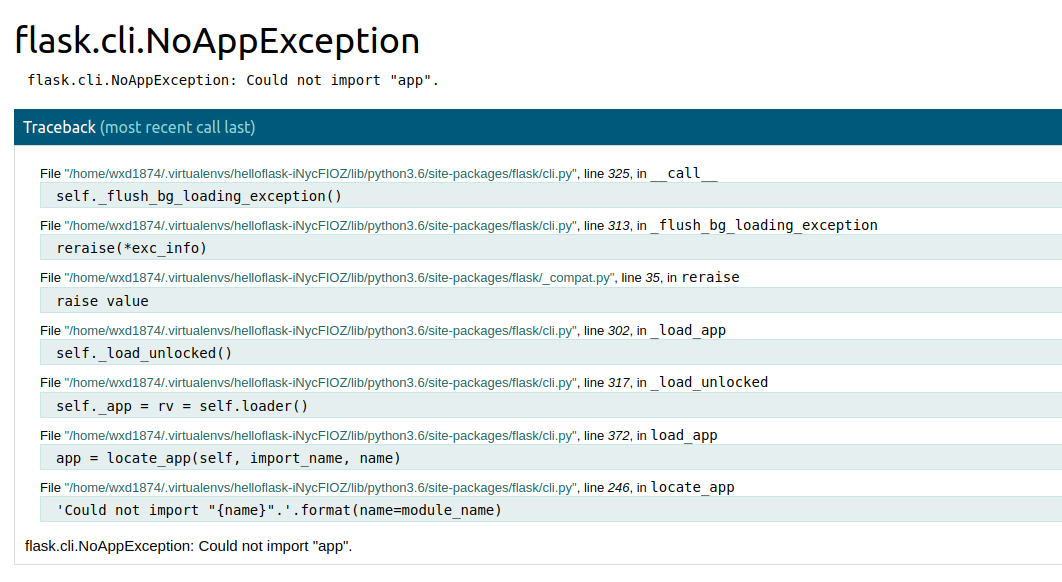 flask.cli.NoAppException
flask.cli.NoAppException: Could not import "app".
Traceback (most recent call last)
File "/home/wxd1874/.virtualenvs/helloflask-iNycFIOZ/lib/python3.6/site-packages/flask/cli.py", line 325, in __call__
self._flush_bg_loading_exception()
File "/home/wxd1874/.virtualenvs/helloflask-iNycFIOZ/lib/python3.6/site-packages/flask/cli.py", line 313, in _flush_bg_loading_exception
reraise(*exc_info)
File "/home/wxd1874/.virtualenvs/helloflask-iNycFIOZ/lib/python3.6/site-packages/flask/_compat.py", line 35, in reraise
raise value
File "/home/wxd1874/.virtualenvs/helloflask-iNycFIOZ/lib/python3.6/site-packages/flask/cli.py", line 302, in _load_app
self._load_unlocked()
File "/home/wxd1874/.virtualenvs/helloflask-iNycFIOZ/lib/python3.6/site-packages/flask/cli.py", line 317, in _load_unlocked
self._app = rv = self.loader()
File "/home/wxd1874/.virtualenvs/helloflask-iNycFIOZ/lib/python3.6/site-packages/flask/cli.py", line 372, in load_app
app = locate_app(self, import_name, name)
File "/home/wxd1874/.virtualenvs/helloflask-iNycFIOZ/lib/python3.6/site-packages/flask/cli.py", line 246, in locate_app
'Could not import "{name}".'.format(name=module_name)
flask.cli.NoAppException: Could not import "app".